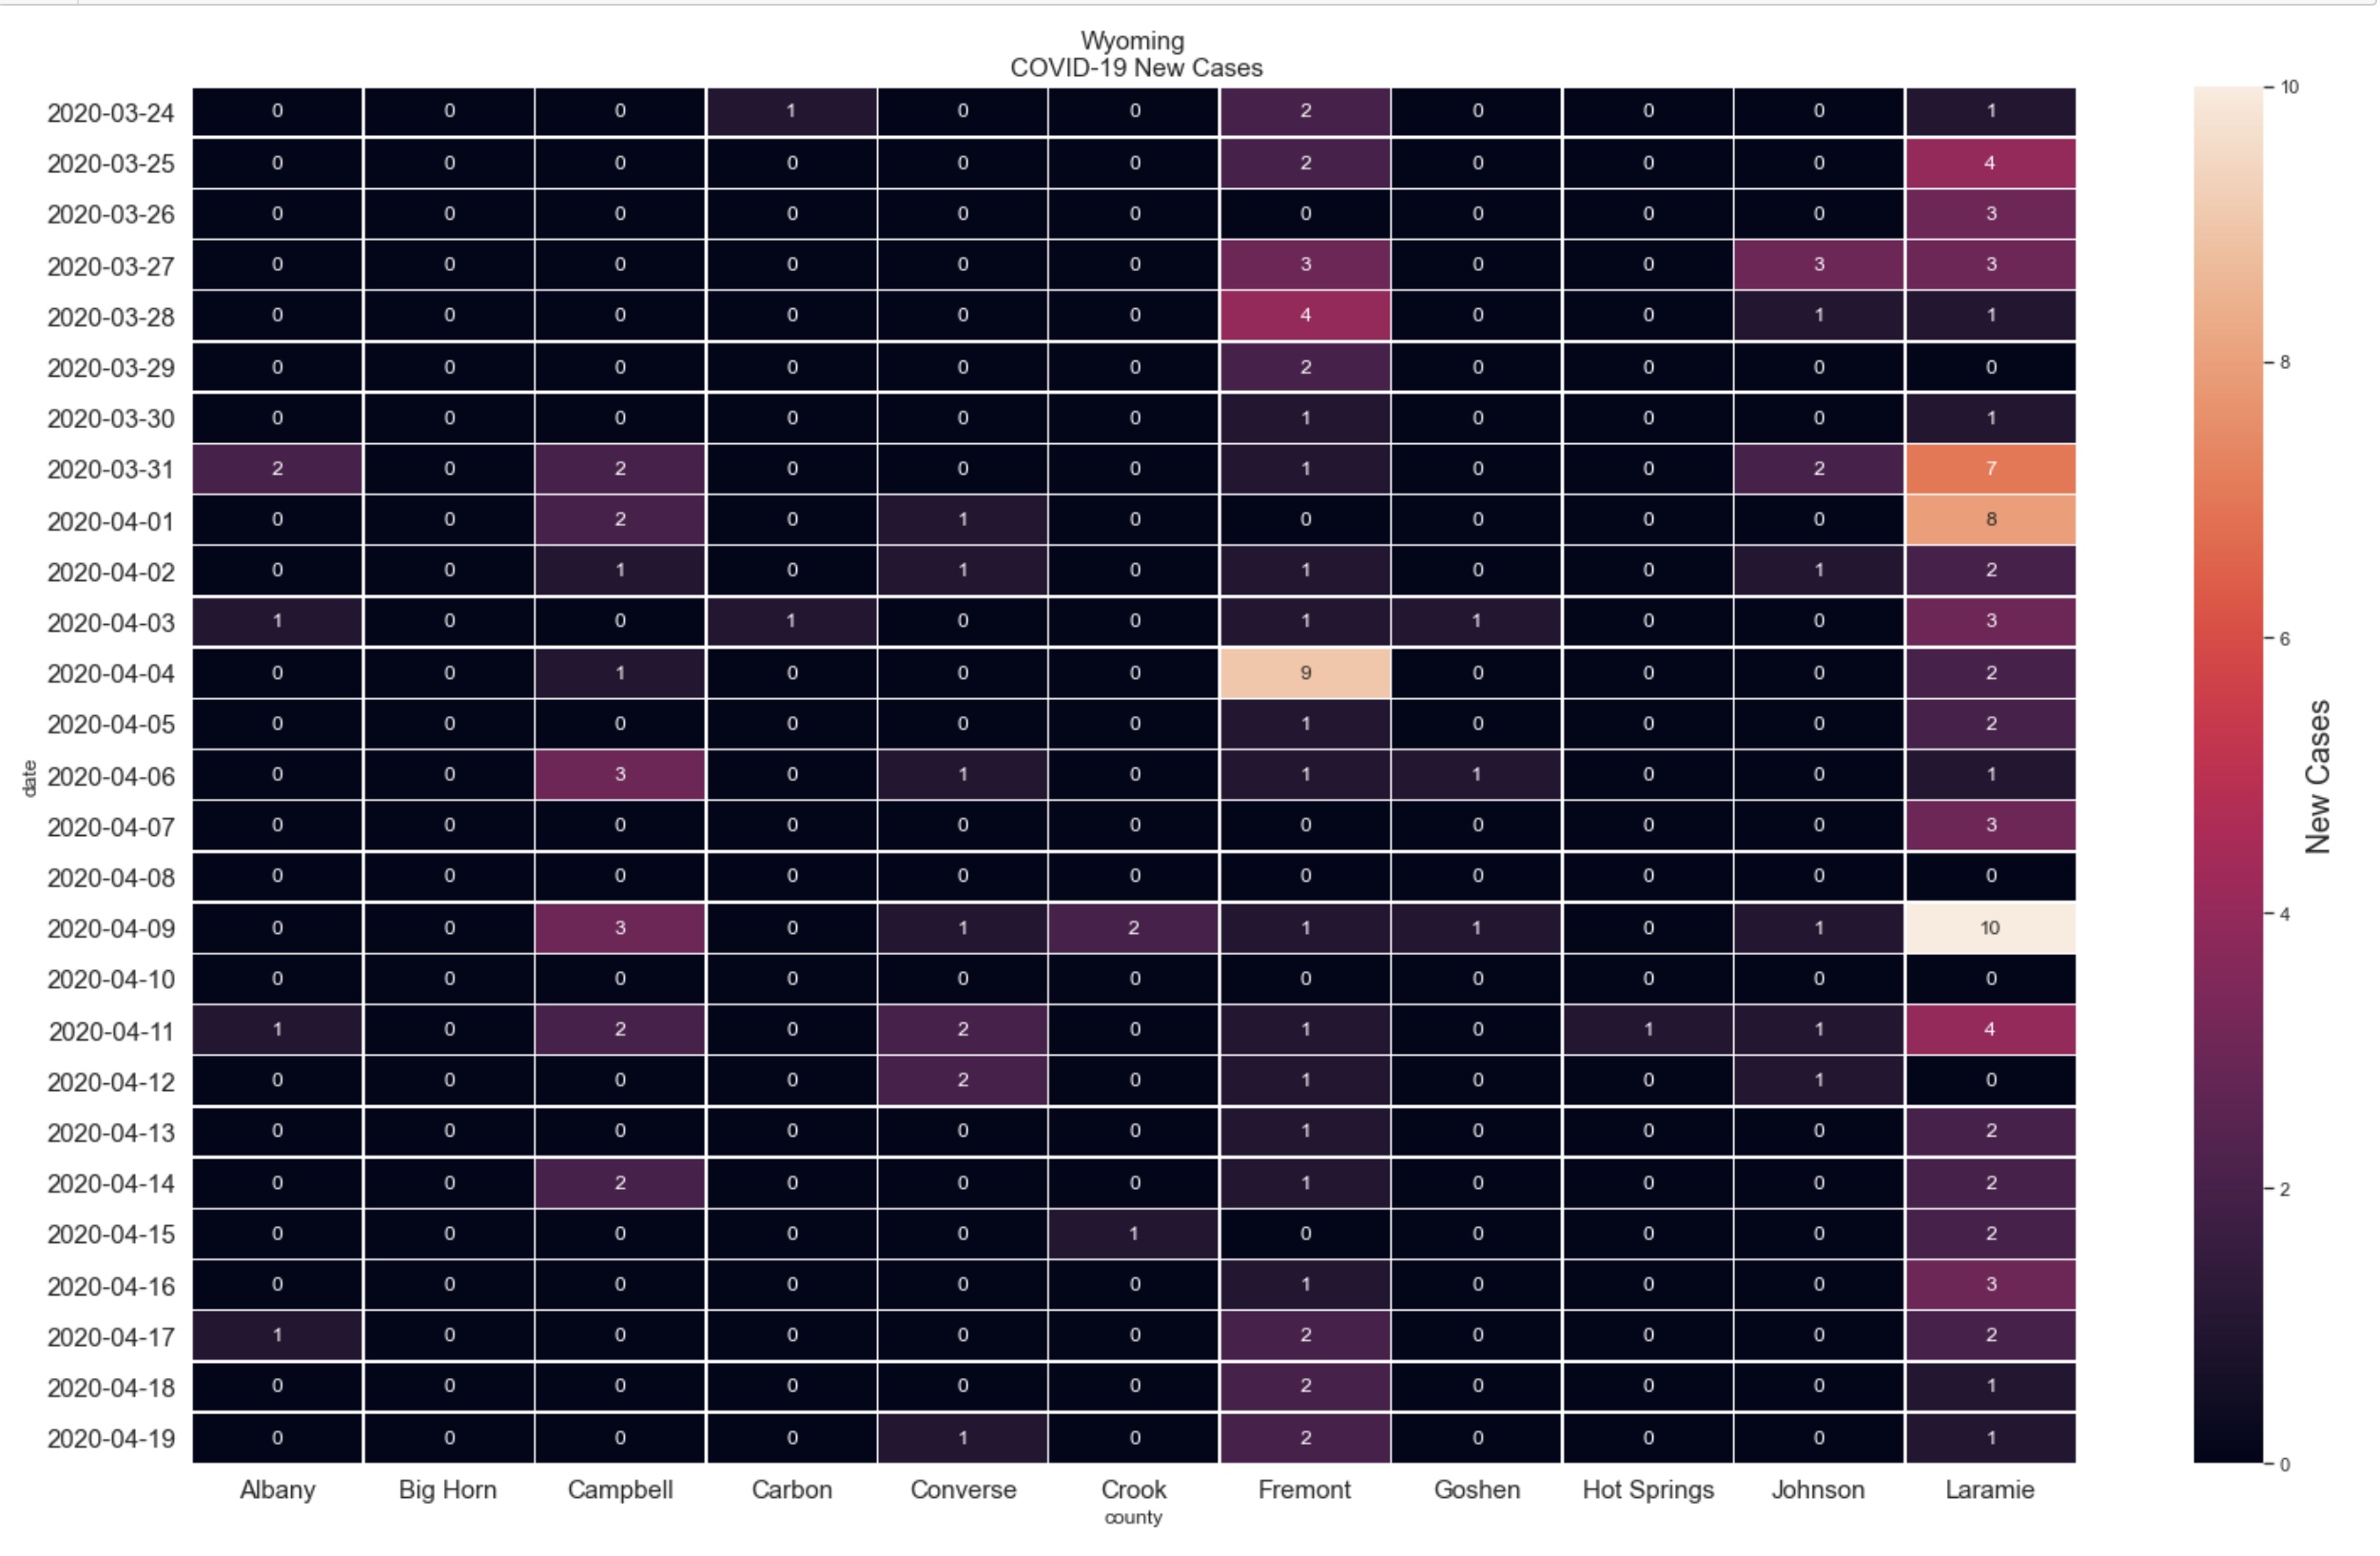 Wyoming
COVID-19 New Cases
2020-03-24 0 0 0 1 0 0 2 0 0 0 1
2020-03-25 0 0 0 0 0 0 2 0 0 0 4
2020-03-26 0 0 0 0 0 0 0 0 0 0 3
2020-03-27 0 0 0 0 0 0 3 0 0 3 3
2020-03-28 0 0 0 0 0 0 4 0 0 1 1
2020-03-29 0 0 0 0 0 0 2 0 0 0 0
2020-03-30 0 0 0 0 0 0 1 0 0 0 1
2020-03-31 2 0 2 0 0 0 1 0 0 2 7
2020-04-01 0 0 2 0 1 0 0 0 0 0 8
2020-04-02 0 0 1 0 1 0 1 0 0 1 2
2020-04-03 1 0 0 1 0 0 1 1 0 0 3
2020-04-04 0 0 1 0 0 0 9 0 0 0 2
2020-04-05 0 0 0 0 0 0 1 0 0 0 2
2020-04-06 0 0 3 0 1 0 1 1 0 0 1
2020-04-07 0 0 0 0 0 0 0 0 0 0 3
2020-04-08 0 0 0 0 0 0 0 0 0 0 0
2020-04-09 0 0 3 0 1 2 1 1 0 1 10
2020-04-10 0 0 0 0 0 0 0 0 0 0 0
2020-04-11 1 0 2 0 2 0 1 0 1 1 4
2020-04-12 0 0 0 0 2 0 1 0 0 1 0
2020-04-13 0 0 0 0 0 0 1 0 0 0 2
2020-04-14 0 0 2 0 0 0 1 0 0 0 2
2020-04-15 0 0 0 0 0 1 0 0 0 0 2
2020-04-16 0 0 0 0 0 0 1 0 0 0 3
2020-04-17 1 0 0 0 0 0 2 0 0 0 2
2020-04-18 0 0 0 0 0 0 2 0 0 0 1
2020-04-19 0 0 0 0 1 0 2 0 0 0 1
date
Albany Big Horn Campbell Carbon Converse Crook Fremont Goshen Hot Springs Johnson Laramie
county
10
8
6
4
2
0
New Cases